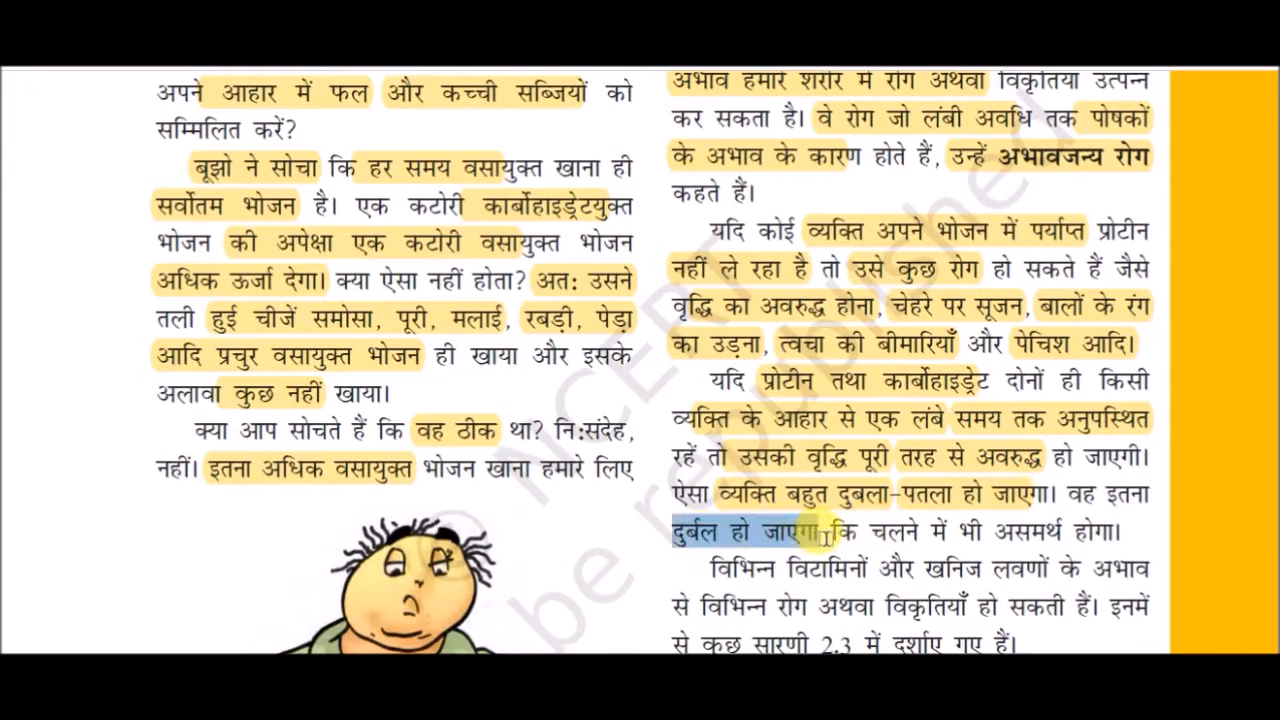 अपने आहार में फल और कच्ची सब्जियों को
सम्मिलित करें?
बूझो ने सोचा कि हर समय वसायुक्त खाना ही
सर्वोतम भोजन है। एक कटोरी कार्बोहाइड्रेटयुक्त
भोजन की अपेक्षा एक कटोरी वसायुक्त भोजन
अधिक ऊर्जा देगा। क्या ऐसा नहीं होता? अत: उसने
तली हुई चीजें समोसा, पूरी, मलाई, रबड़ी, पेड़ा
आदि प्रचुर वसायुक्त भोजन ही खाया और इसके
अलावा कुछ नहीं खाया।
क्या आप सोचते हैं कि वह ठीक था? नि:संदेह,
नहीं। इतना अधिक वसायुक्त भोजन खाना हमारे लिए
अभाव हमारे शरीर में रोग अथवा विकृतियाँ उत्पन्न
कर सकता है। वे रोग जो लंबी अवधि तक पोषकों
के अभाव के कारण होते हैं, उन्हें अभावजन्य रोग
कहते हैं।
यदि कोई व्यक्ति अपने भोजन में पर्याप्त प्रोटीन
नहीं ले रहा है तो उसे कुछ रोग हो सकते हैं जैसे
वृद्धि का अवरुद्ध होना, चेहरे पर सूजन, बालों के रंग
का उड़ना, त्वचा की बीमारियाँ और पेचिश आदि।
यदि प्रोटीन तथा कार्बोहाइड्रेट दोनों ही किसी
व्यक्ति के आहार से एक लंबे समय तक अनुपस्थित
रहें तो उसकी वृद्धि पूरी तरह से अवरुद्ध हो जाएगी।
ऐसा व्यक्ति बहुत दुबला-पतला हो जाएगा। वह इतना
दुर्बल हो जाएगा कि चलने में भी असमर्थ होगा।
विभिन्न विटामिनों और खनिज लवणों के अभाव
से विभिन्न रोग अथवा विकृतियाँ हो सकती हैं। इनमें
से कुछ सारणी 2.3 में दर्शाए गए हैं।
© NCERT
be republished